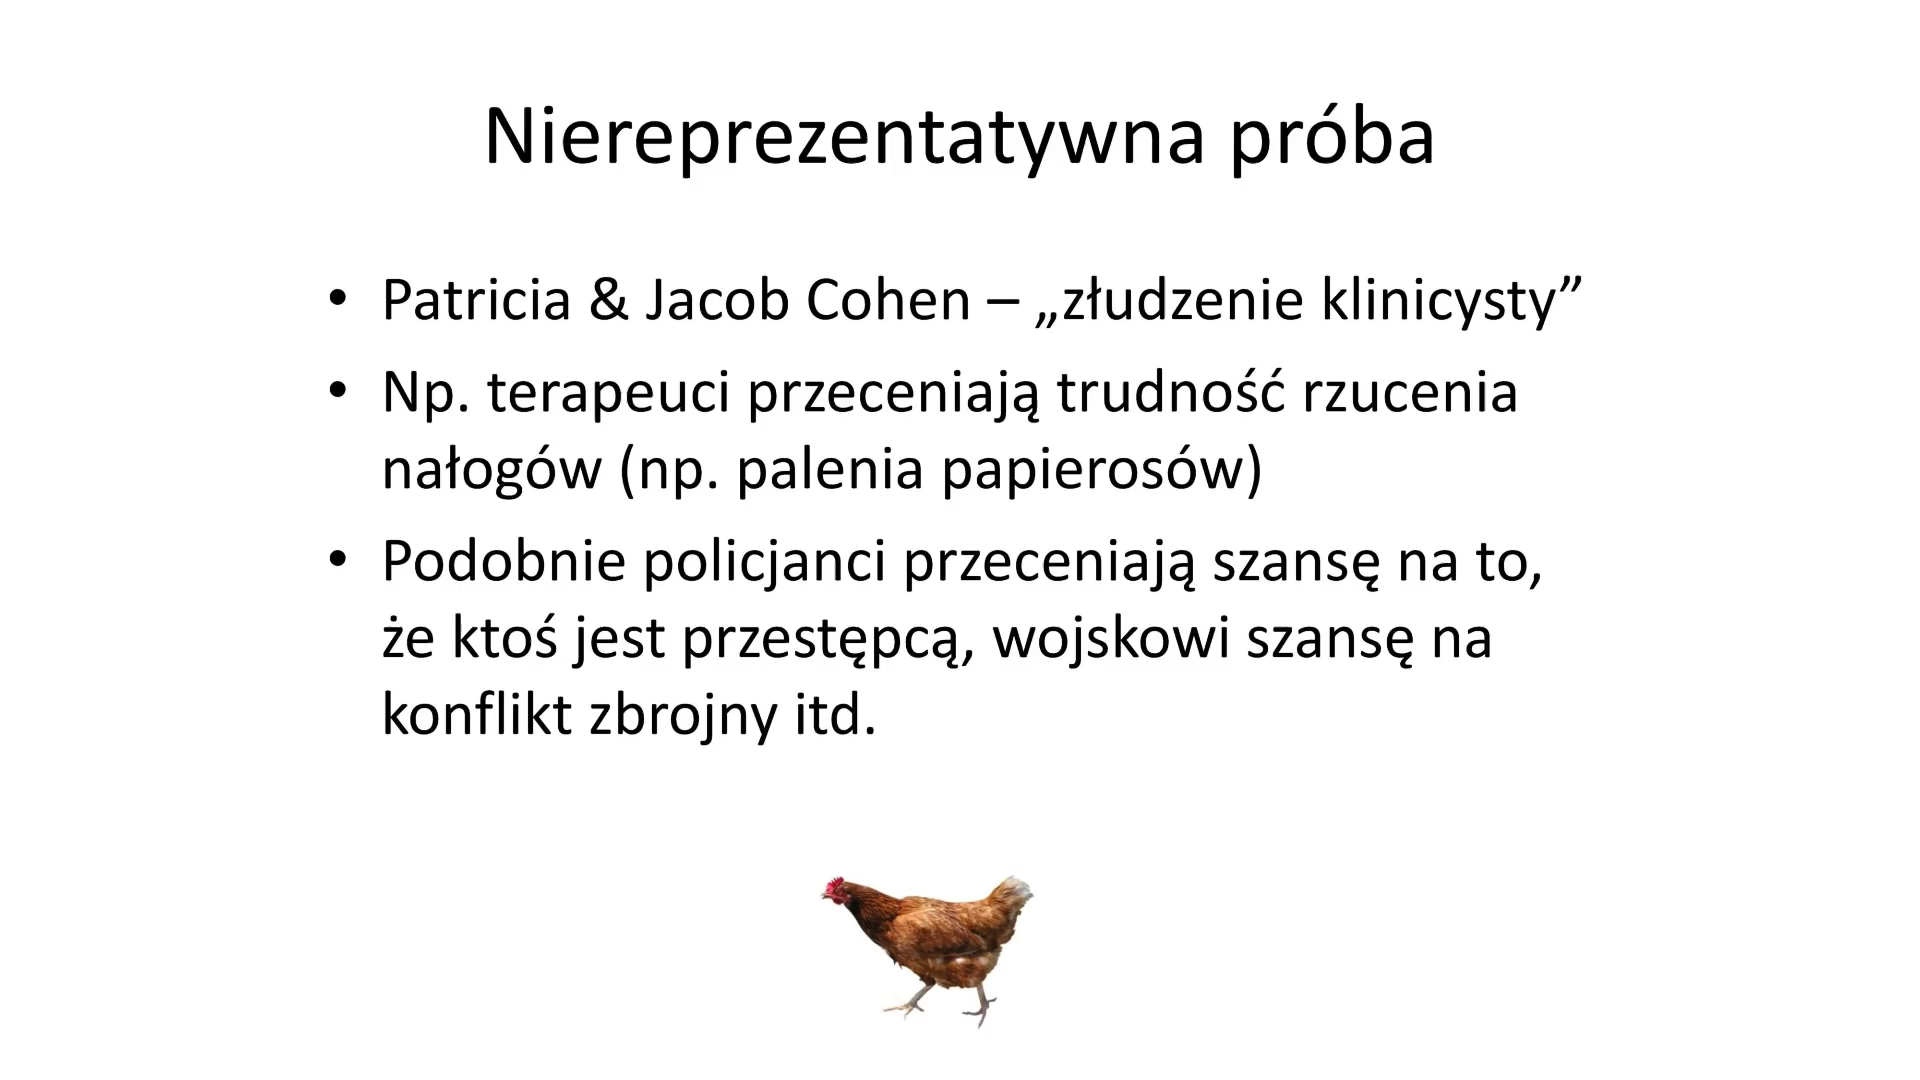 Niereprezentatywna próba
• Patricia & Jacob Cohen – „złudzenie klinicysty”
• Np. terapeuci przeceniają trudność rzucenia
nałogów (np. palenia papierosów)
• Podobnie policjanci przeceniają szansę na to,
że ktoś jest przestępcą, wojskowi szansę na
konflikt zbrojny itd.